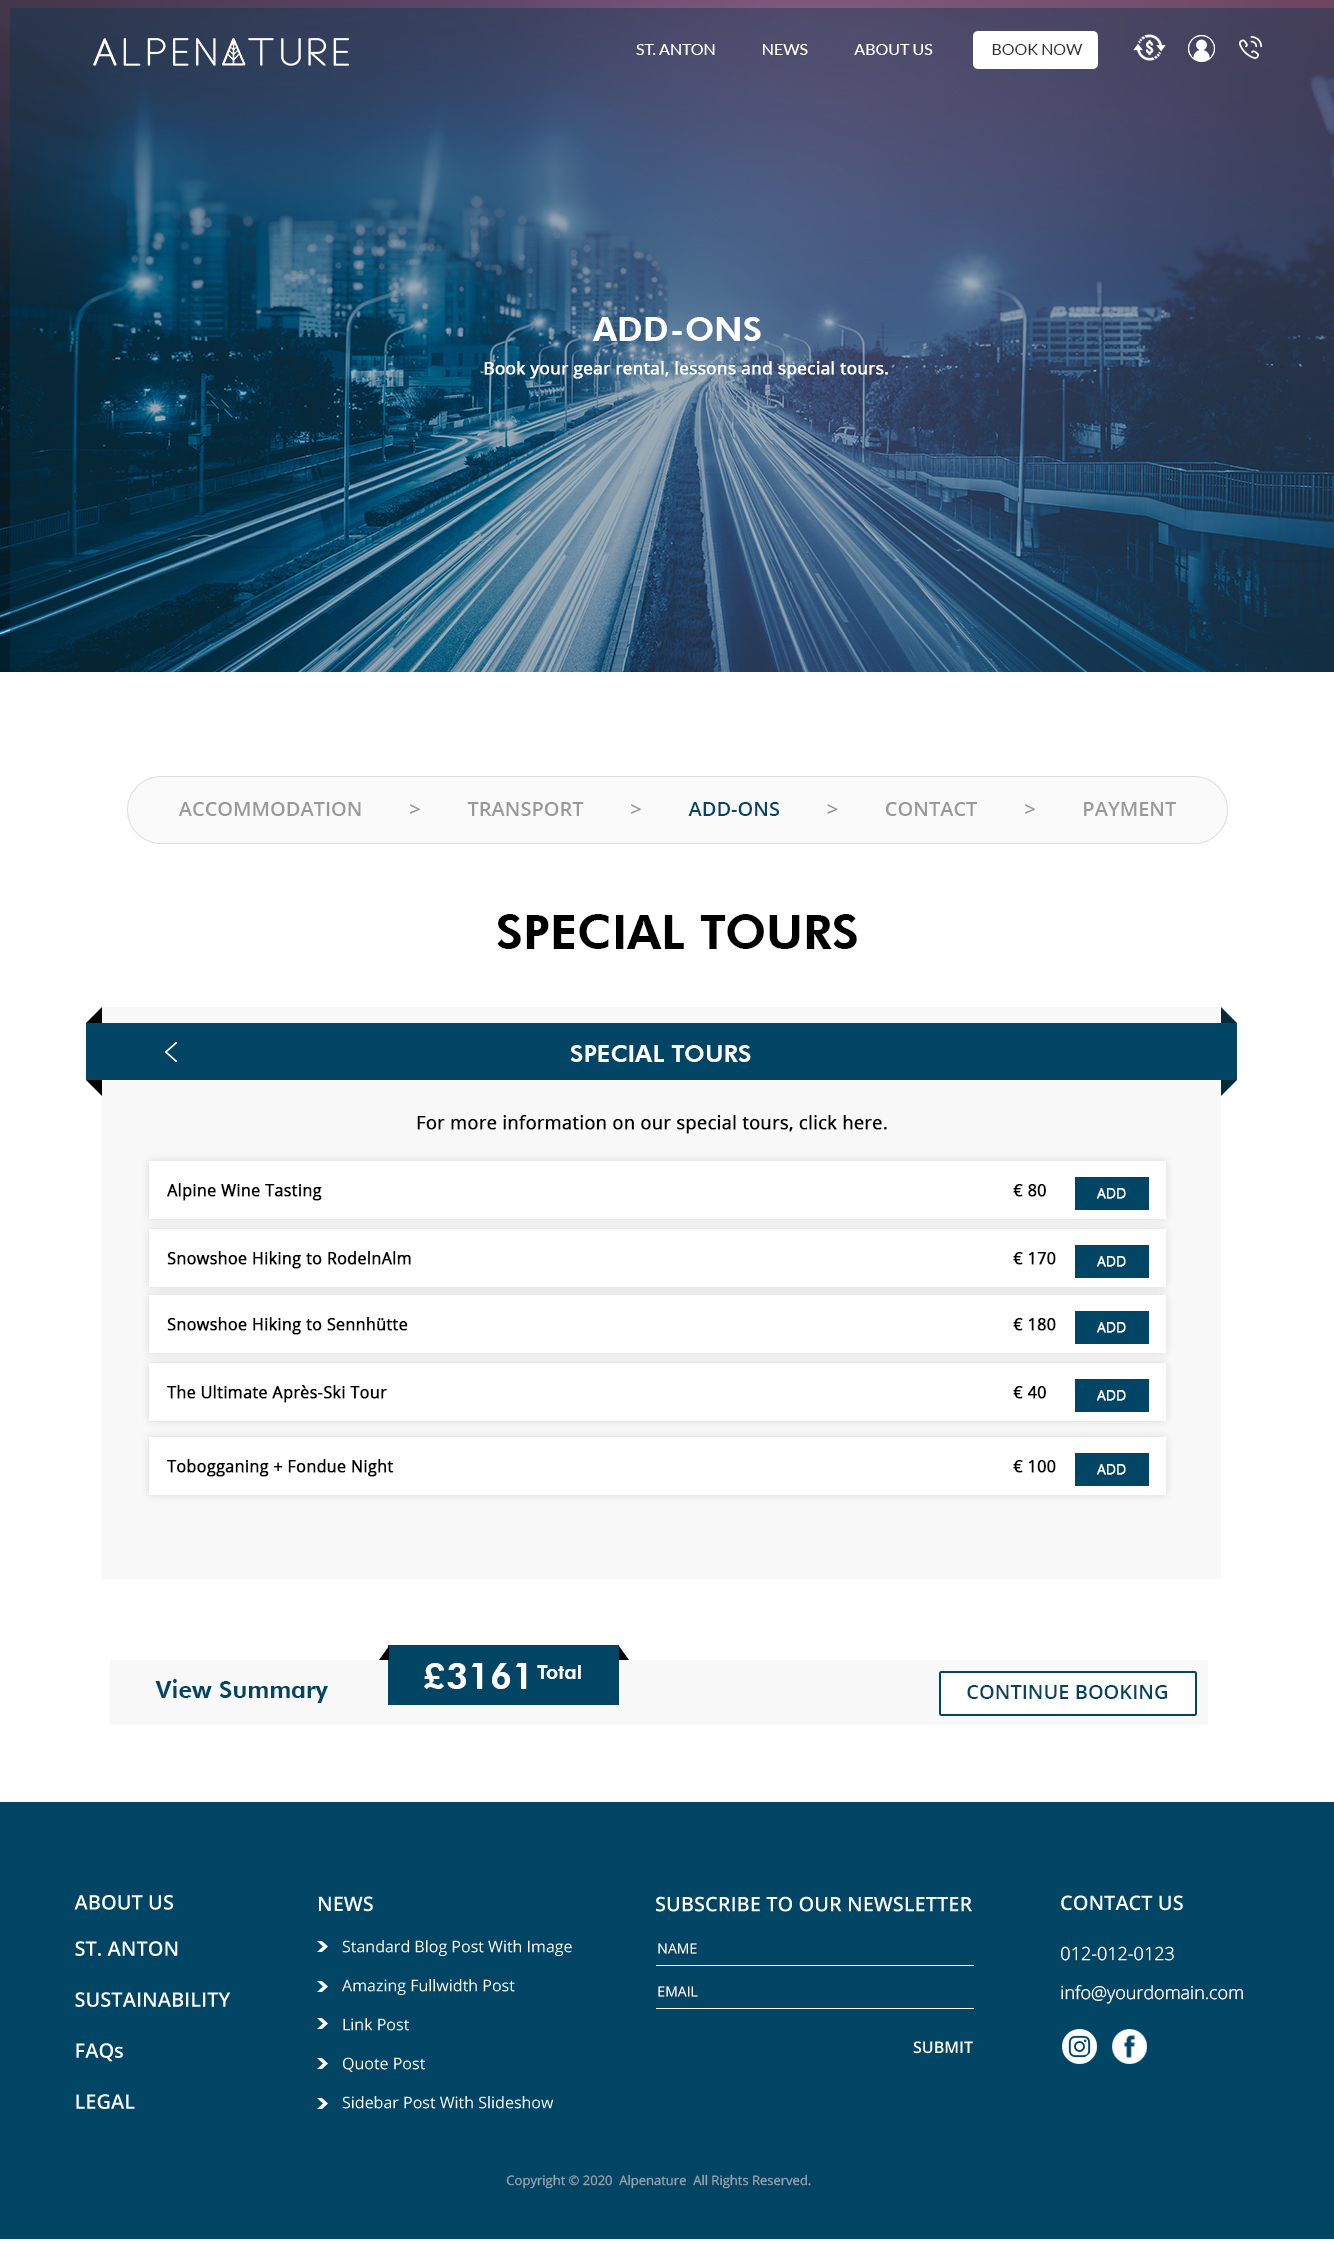 ALPENATURE
ST. ANTON
NEWS
ABOUT US
BOOK NOW
ADD-ONS
Book your gear rental, lessons and special tours.
ACCOMMODATION > TRANSPORT > ADD-ONS > CONTACT > PAYMENT
SPECIAL TOURS
SPECIAL TOURS
For more information on our special tours, click here.
Alpine Wine Tasting € 80 ADD
Snowshoe Hiking to RodelnAlm € 170 ADD
Snowshoe Hiking to Sennhütte € 180 ADD
The Ultimate Après-Ski Tour € 40 ADD
Tobogganing + Fondue Night € 100 ADD
View Summary
£3161 Total
CONTINUE BOOKING
ABOUT US
ST. ANTON
SUSTAINABILITY
FAQs
LEGAL
NEWS
Standard Blog Post With Image
Amazing Fullwidth Post
Link Post
Quote Post
Sidebar Post With Slideshow
SUBSCRIBE TO OUR NEWSLETTER
NAME
EMAIL
SUBMIT
CONTACT US
012-012-0123
info@yourdomain.com
Copyright © 2020 Alpenature All Rights Reserved.